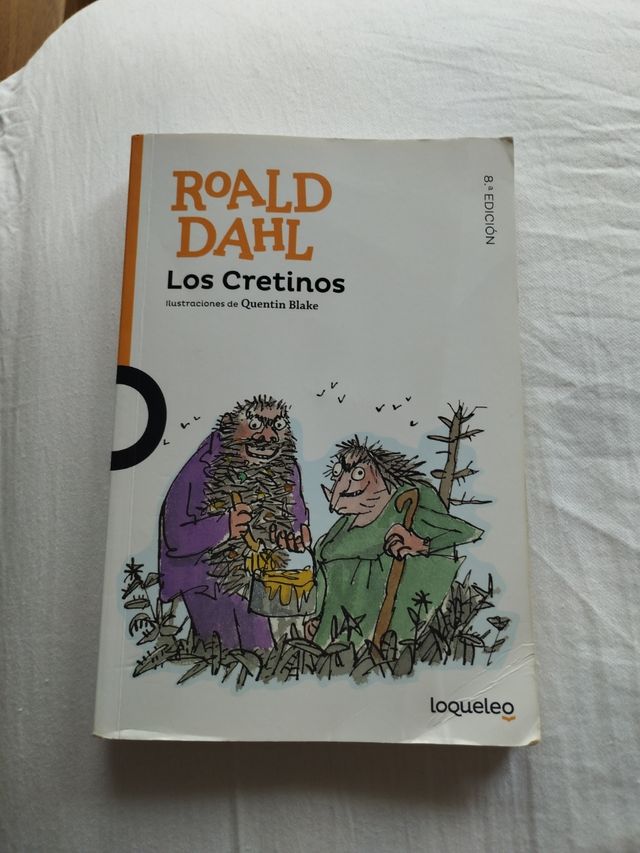 ROALD
DAHL
Los Cretinos
Ilustraciones de Quentin Blake
8.ª EDICIÓN
loqueleo